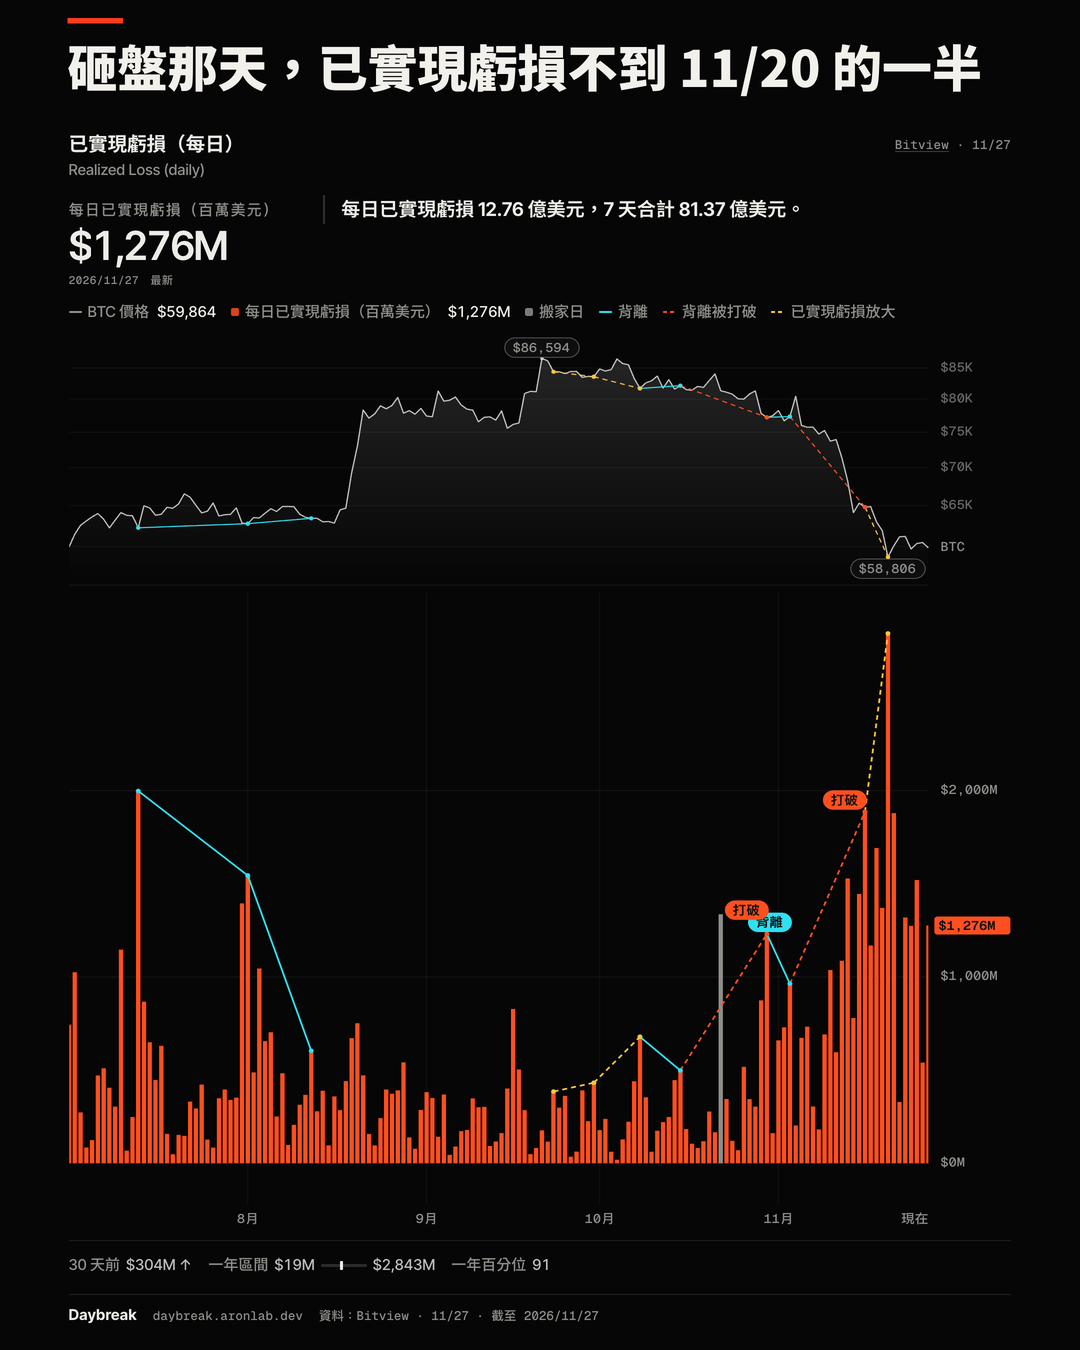 砸盤那天，已實現虧損不到 11/20 的一半
已實現虧損（每日）
Bitview · 11/27
Realized Loss (daily)
每日已實現虧損（百萬美元）
每日已實現虧損 12.76 億美元，7 天合計 81.37 億美元。
$1,276M
2026/11/27 最新
BTC 價格 $59,864 每日已實現虧損（百萬美元） $1,276M 搬家日 背離 背離被打破 已實現虧損放大
$86,594
$85K
$80K
$75K
$70K
$65K
BTC
$58,806
$2,000M
打破
打破
背離
$1,276M
$1,000M
$0M
8月 9月 10月 11月 現在
30 天前 $304M ↑ 一年區間 $19M $2,843M 一年百分位 91
Daybreak daybreak.aronlab.dev 資料：Bitview · 11/27 · 截至 2026/11/27